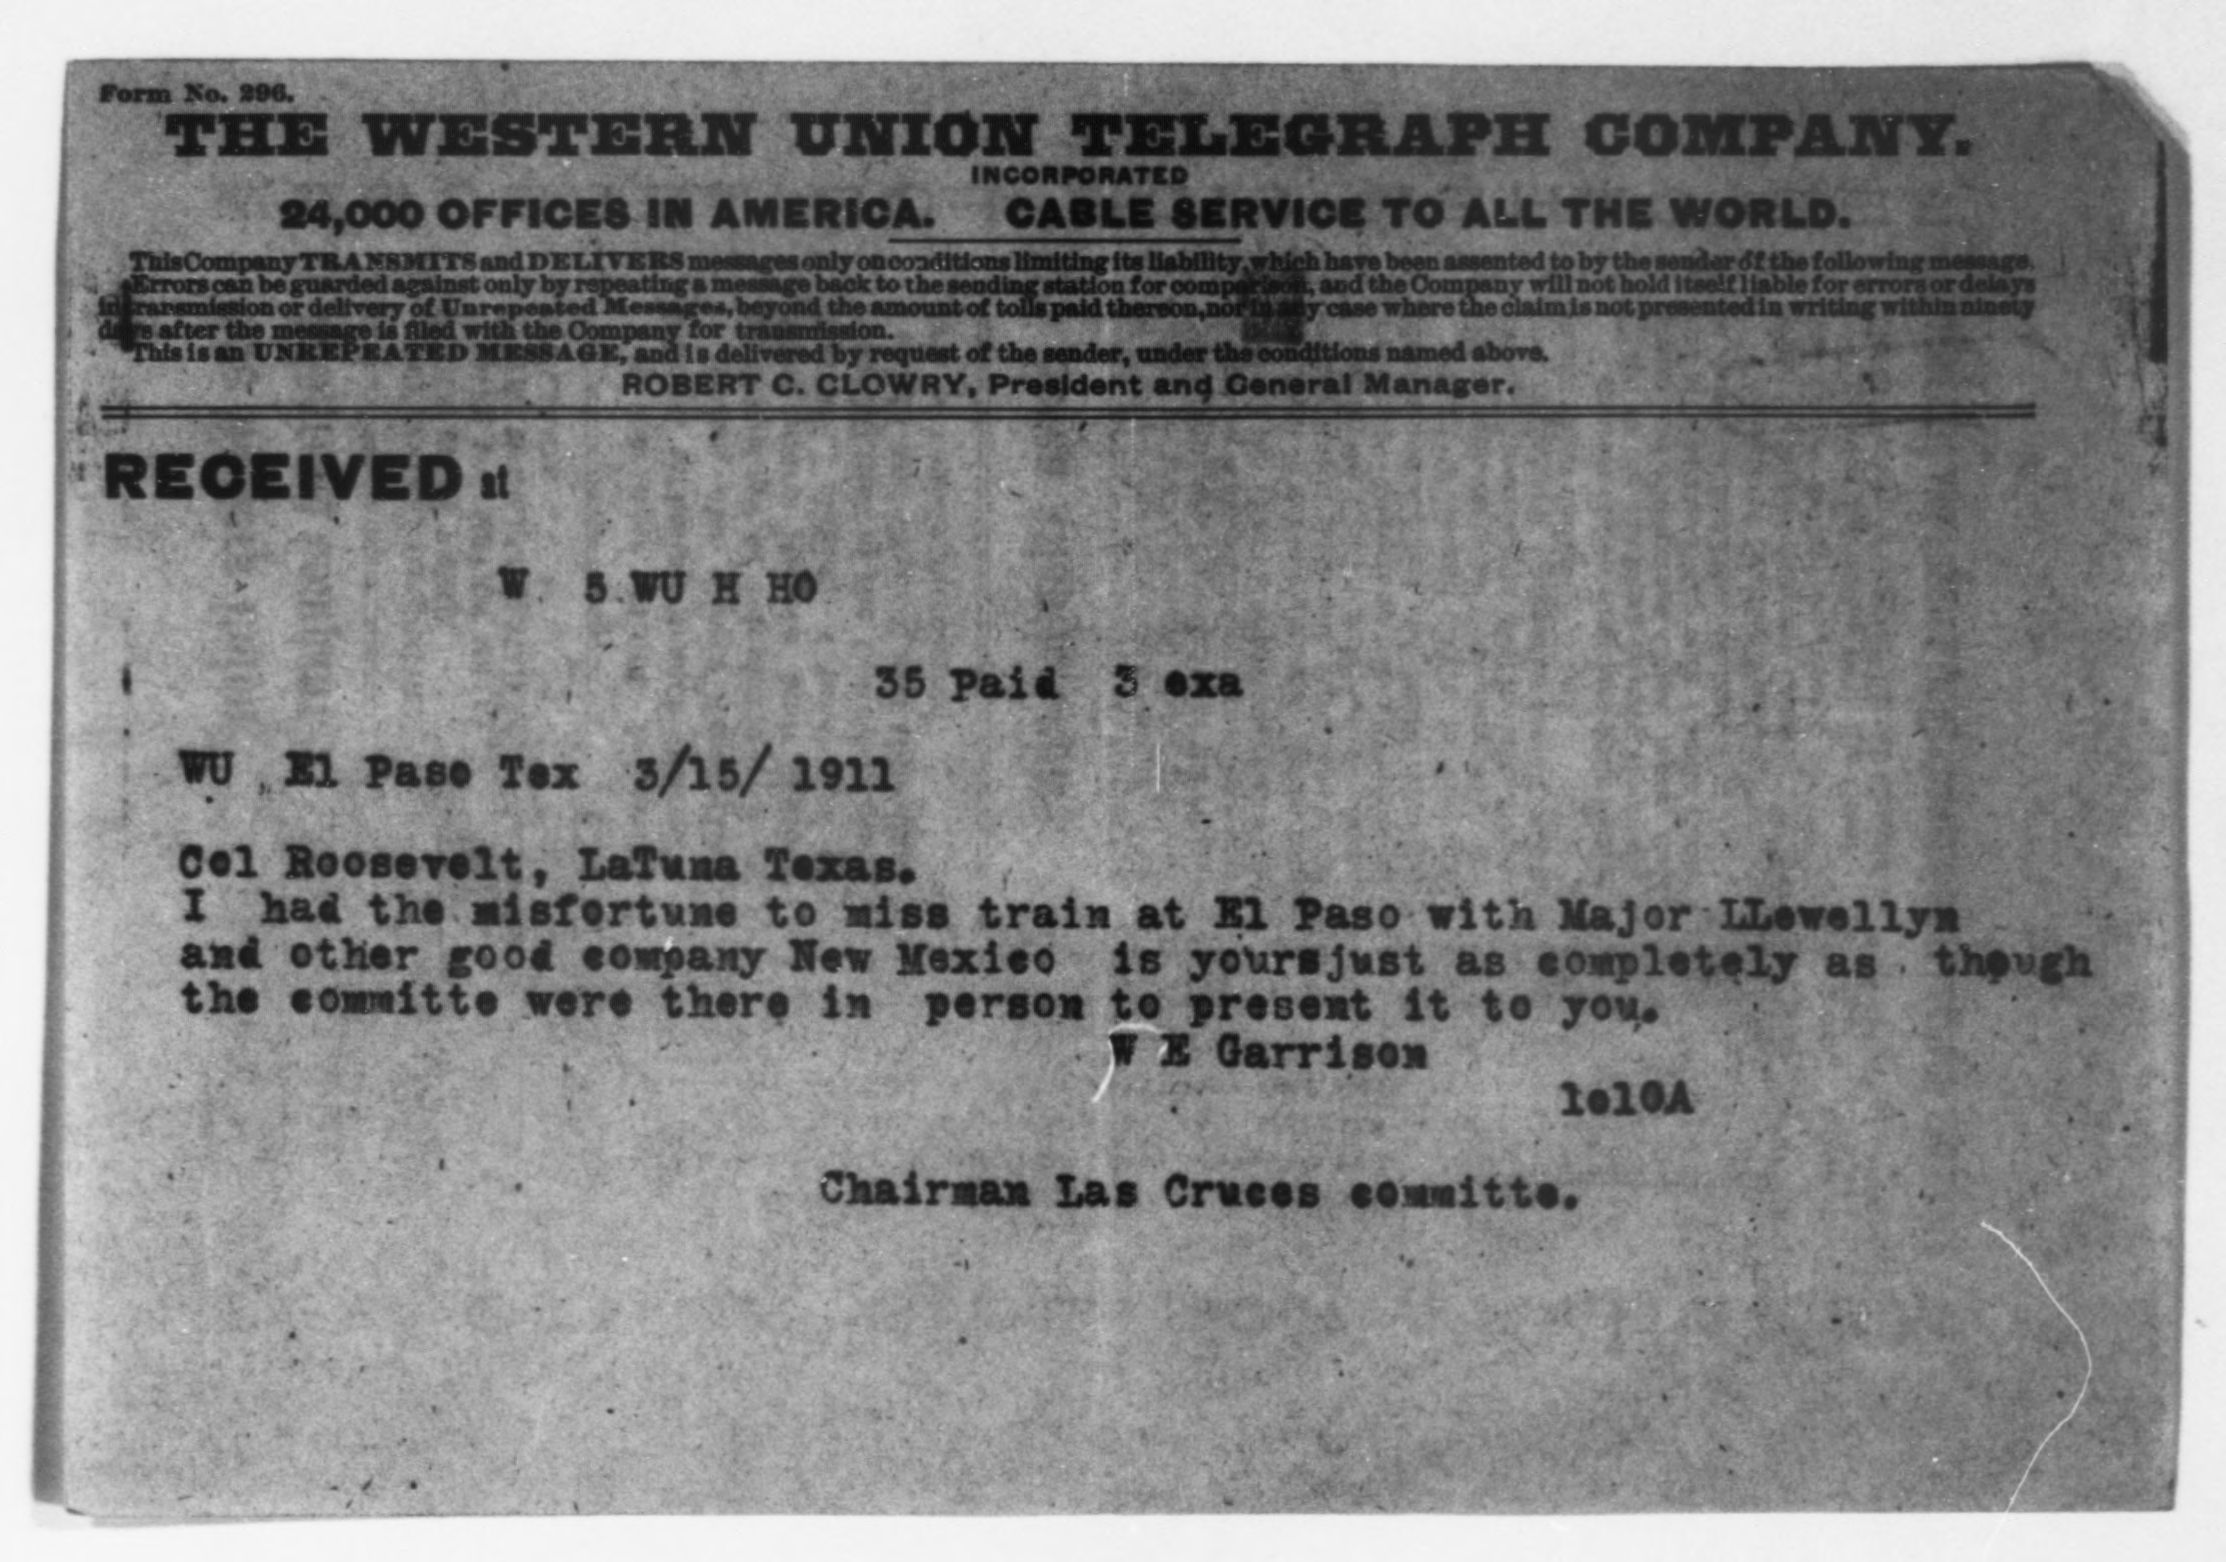 Form No. 296.
THE WESTERN UNION TELEGRAPH COMPANY.
INCORPORATED
24,000 OFFICES IN AMERICA. CABLE SERVICE TO ALL THE WORLD.
This Company TRANSMITS and DELIVERS messages only on conditions limiting its liability, which have been assented to by the sender of the following message.
Errors can be guarded against only by repeating a message back to the sending station for comparison, and the Company will not hold itself liable for errors or delays
in transmission or delivery of Unrepeated Messages, beyond the amount of tolls paid thereon, nor in any case where the claim is not presented in writing within ninety
days after the message is filed with the Company for transmission.
This is an UNREPEATED MESSAGE, and is delivered by request of the sender, under the conditions named above.
ROBERT C. CLOWRY, President and General Manager.
RECEIVED at
W 5 WU H HO
35 Paid 3 exa
WU El Paso Tex 3/15/ 1911
Col Roosevelt, LaTuna Texas.
I had the misfortune to miss train at El Paso with Major LLewellyn
and other good company New Mexico is yoursjust as completely as though
the committe were there in person to present it to you.
W E Garrison
1010A
Chairman Las Cruces committe.